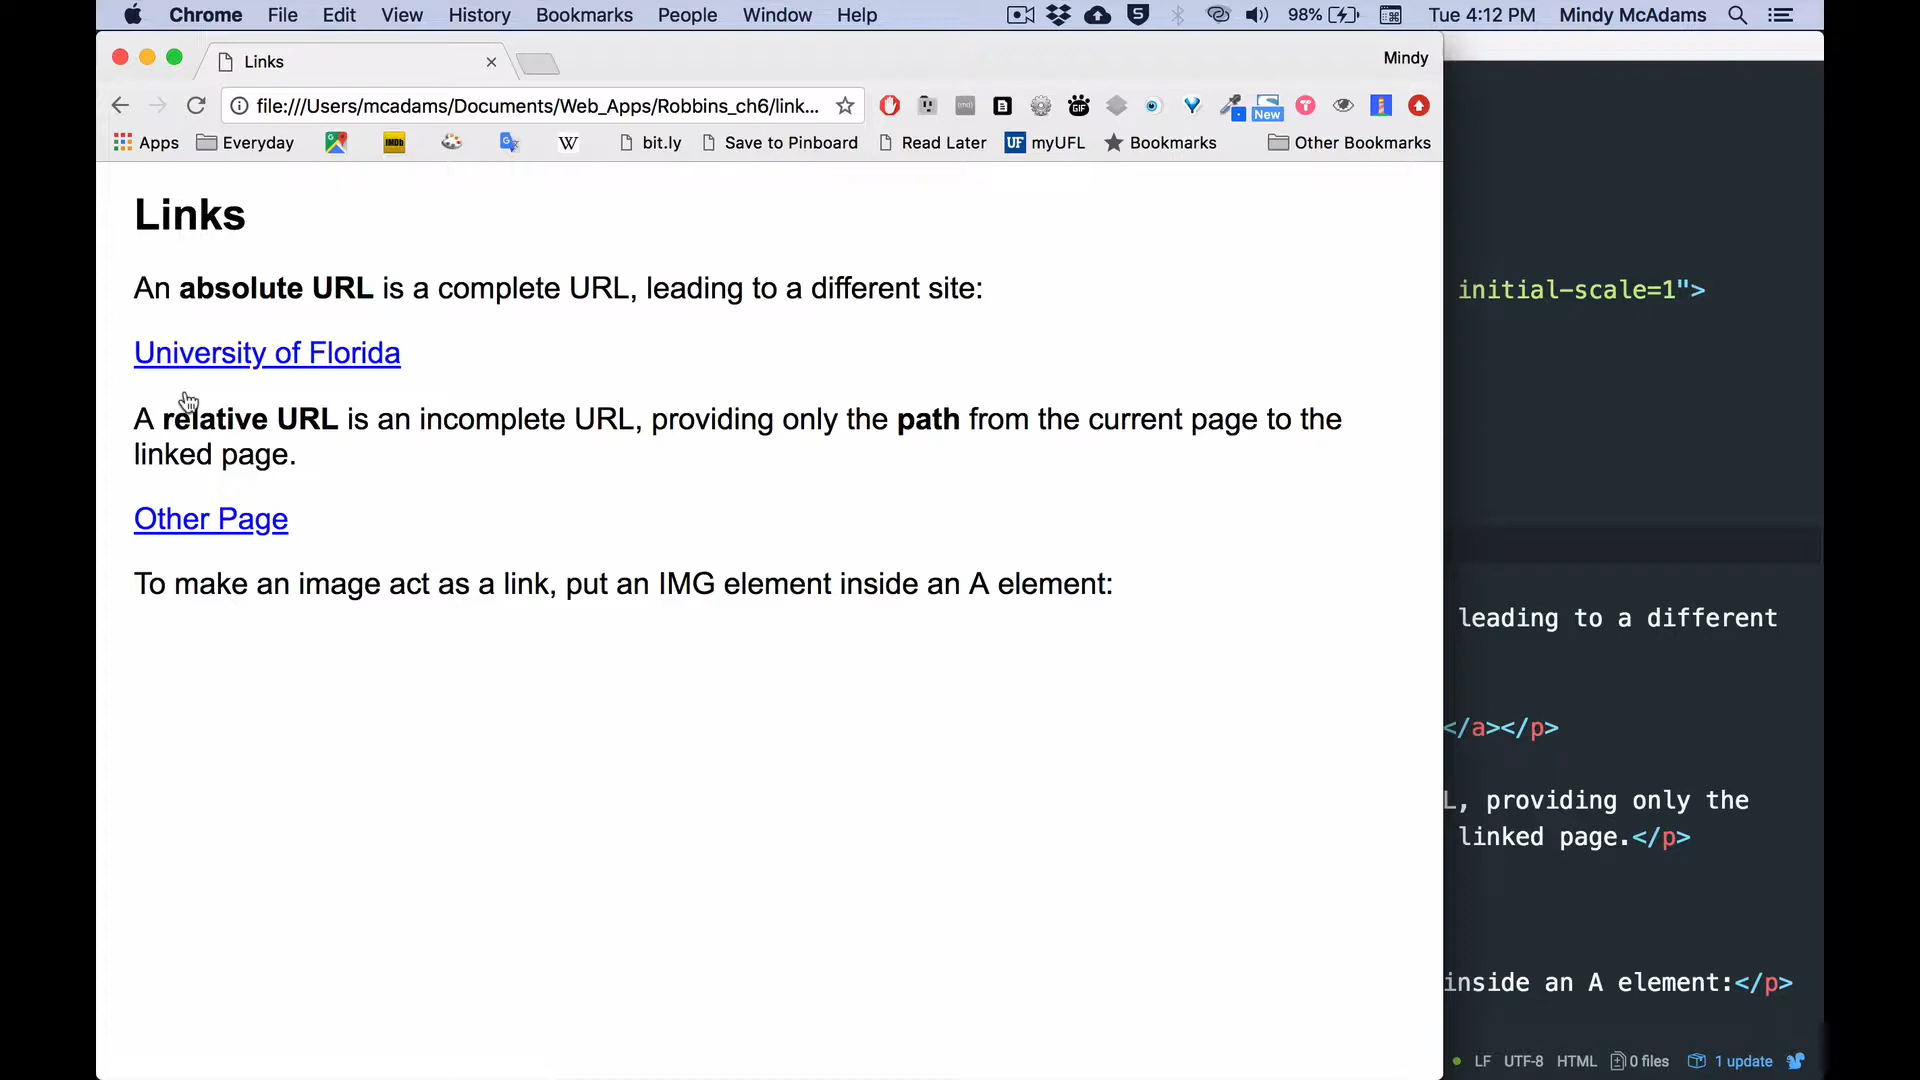 Chrome File Edit View History Bookmarks People Window Help 98% Tue 4:12 PM Mindy McAdams
Links Mindy
file:///Users/mcadams/Documents/Web_Apps/Robbins_ch6/link... GIF New
Apps Everyday IMDb W bit.ly Save to Pinboard Read Later UF myUFL Bookmarks Other Bookmarks
Links
An absolute URL is a complete URL, leading to a different site:
University of Florida
A relative URL is an incomplete URL, providing only the path from the current page to the
linked page.
Other Page
To make an image act as a link, put an IMG element inside an A element:
initial-scale=1">
leading to a different
</a></p>
L, providing only the
linked page.</p>
inside an A element:</p>
LF UTF-8 HTML 0 files 1 update